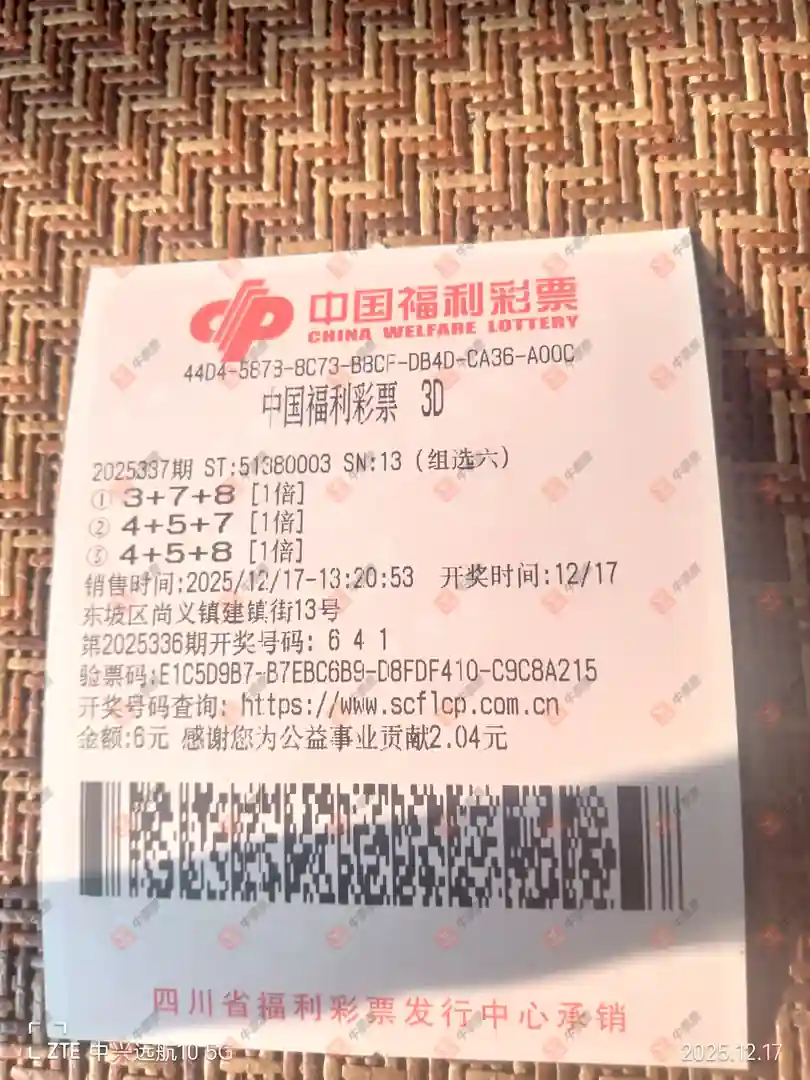 中国福利彩票
CHINA WELFARE LOTTERY
44D4-5873-8C73-B8CF-DB4D-CA36-A00C
中国福利彩票 3D
2025337期 ST:51380003 SN:13 (组选六)
① 3+7+8 [1倍]
② 4+5+7 [1倍]
③ 4+5+8 [1倍]
销售时间:2025/12/17-13:20:53 开奖时间:12/17
东坡区尚义镇建镇街13号
第2025336期开奖号码: 6 4 1
验票码:E1C5D9B7-B7EBC6B9-D8FDF410-C9C8A215
开奖号码查询: https://www.scflcp.com.cn
金额:6元 感谢您为公益事业贡献2.04元
四川省福利彩票发行中心承销
ZTE 中兴远航10 5G
2025.12.17